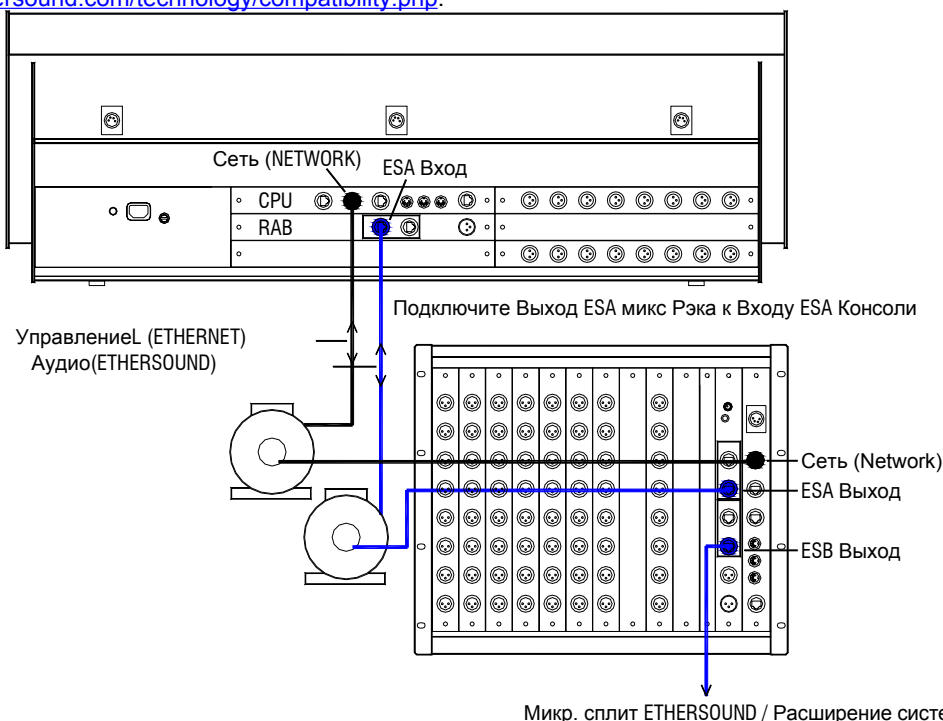 ersound.com/technology/compatibility.php.
Сеть (NETWORK)
ESA Вход
CPU
RAB
Подключите Выход ESA микс Рэка к Входу ESA Консоли
УправлениеL (ETHERNET)
Аудио(ETHERSOUND)
Сеть (Network)
ESA Выход
ESB Выход
Микр. сплит ETHERSOUND / Расширение систе